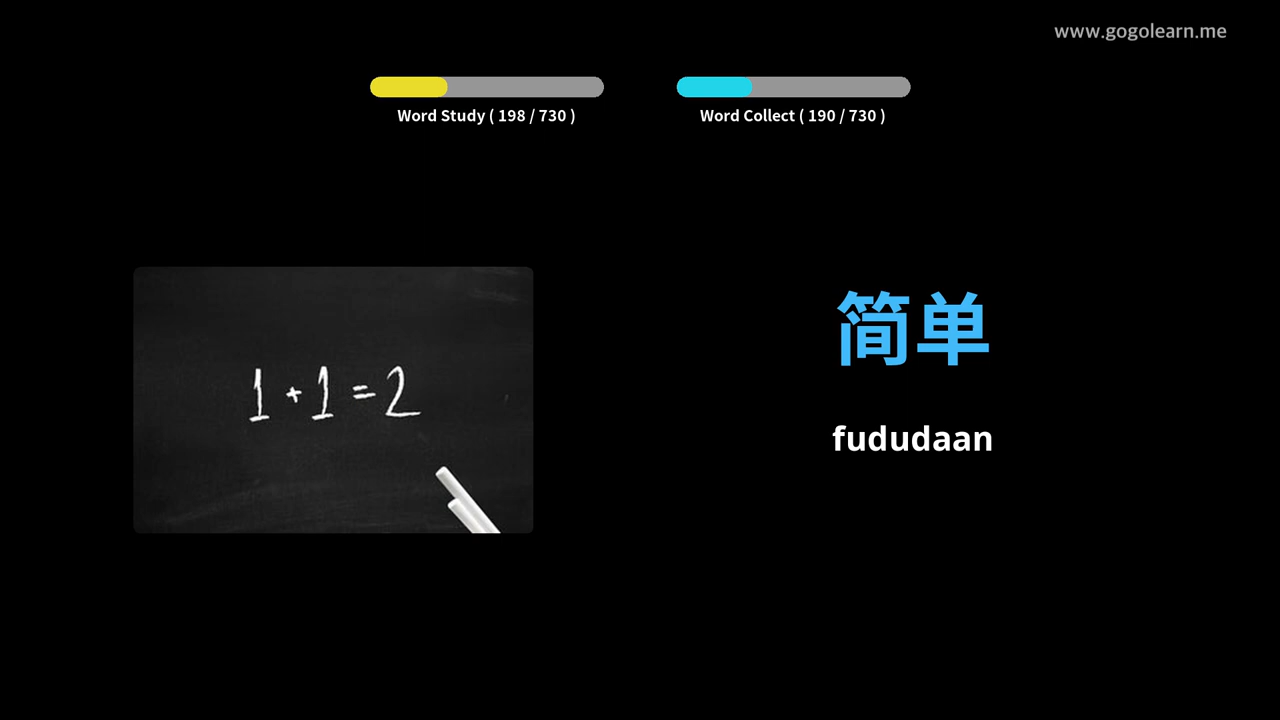 www.gogolearn.me
Word Study ( 198 / 730 )
Word Collect ( 190 / 730 )
1 + 1 = 2
简单
fududaan